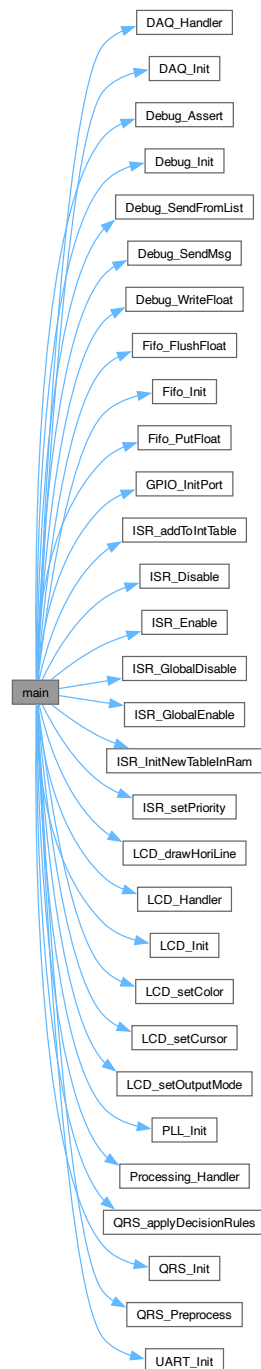 DAQ_Handler
DAQ_Init
Debug_Assert
Debug_Init
Debug_SendFromList
Debug_SendMsg
Debug_WriteFloat
Fifo_FlushFloat
Fifo_Init
Fifo_PutFloat
GPIO_InitPort
ISR_addToIntTable
ISR_Disable
ISR_Enable
ISR_GlobalDisable
main
ISR_GlobalEnable
ISR_InitNewTableInRam
ISR_setPriority
LCD_drawHoriLine
LCD_Handler
LCD_Init
LCD_setColor
LCD_setCursor
LCD_setOutputMode
PLL_Init
Processing_Handler
QRS_applyDecisionRules
QRS_Init
QRS_Preprocess
UART_Init